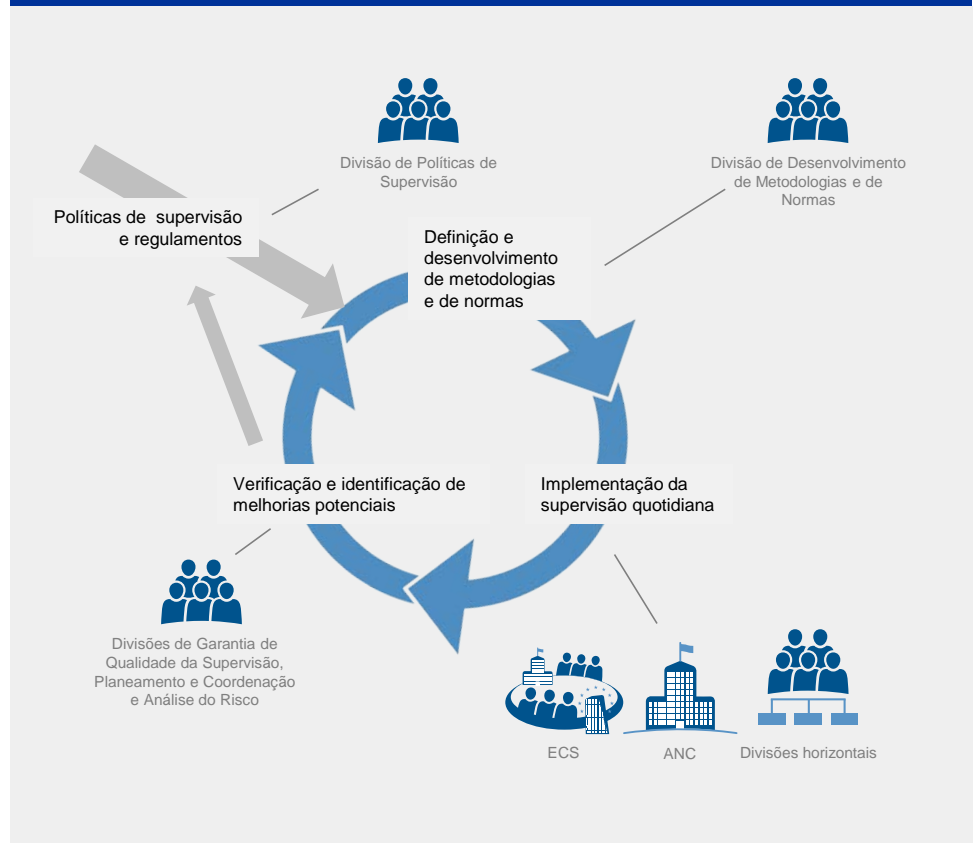 Divisão de Políticas de
Supervisão
Divisão de Desenvolvimento
de Metodologias e de
Normas
Políticas de supervisão
e regulamentos
Definição e
desenvolvimento
de metodologias
e de normas
Verificação e identificação de
melhorias potenciais
Implementação da
supervisão quotidiana
Divisões de Garantia de
Qualidade da Supervisão,
Planeamento e Coordenação
e Análise do Risco
ECS
ANC
Divisões horizontais